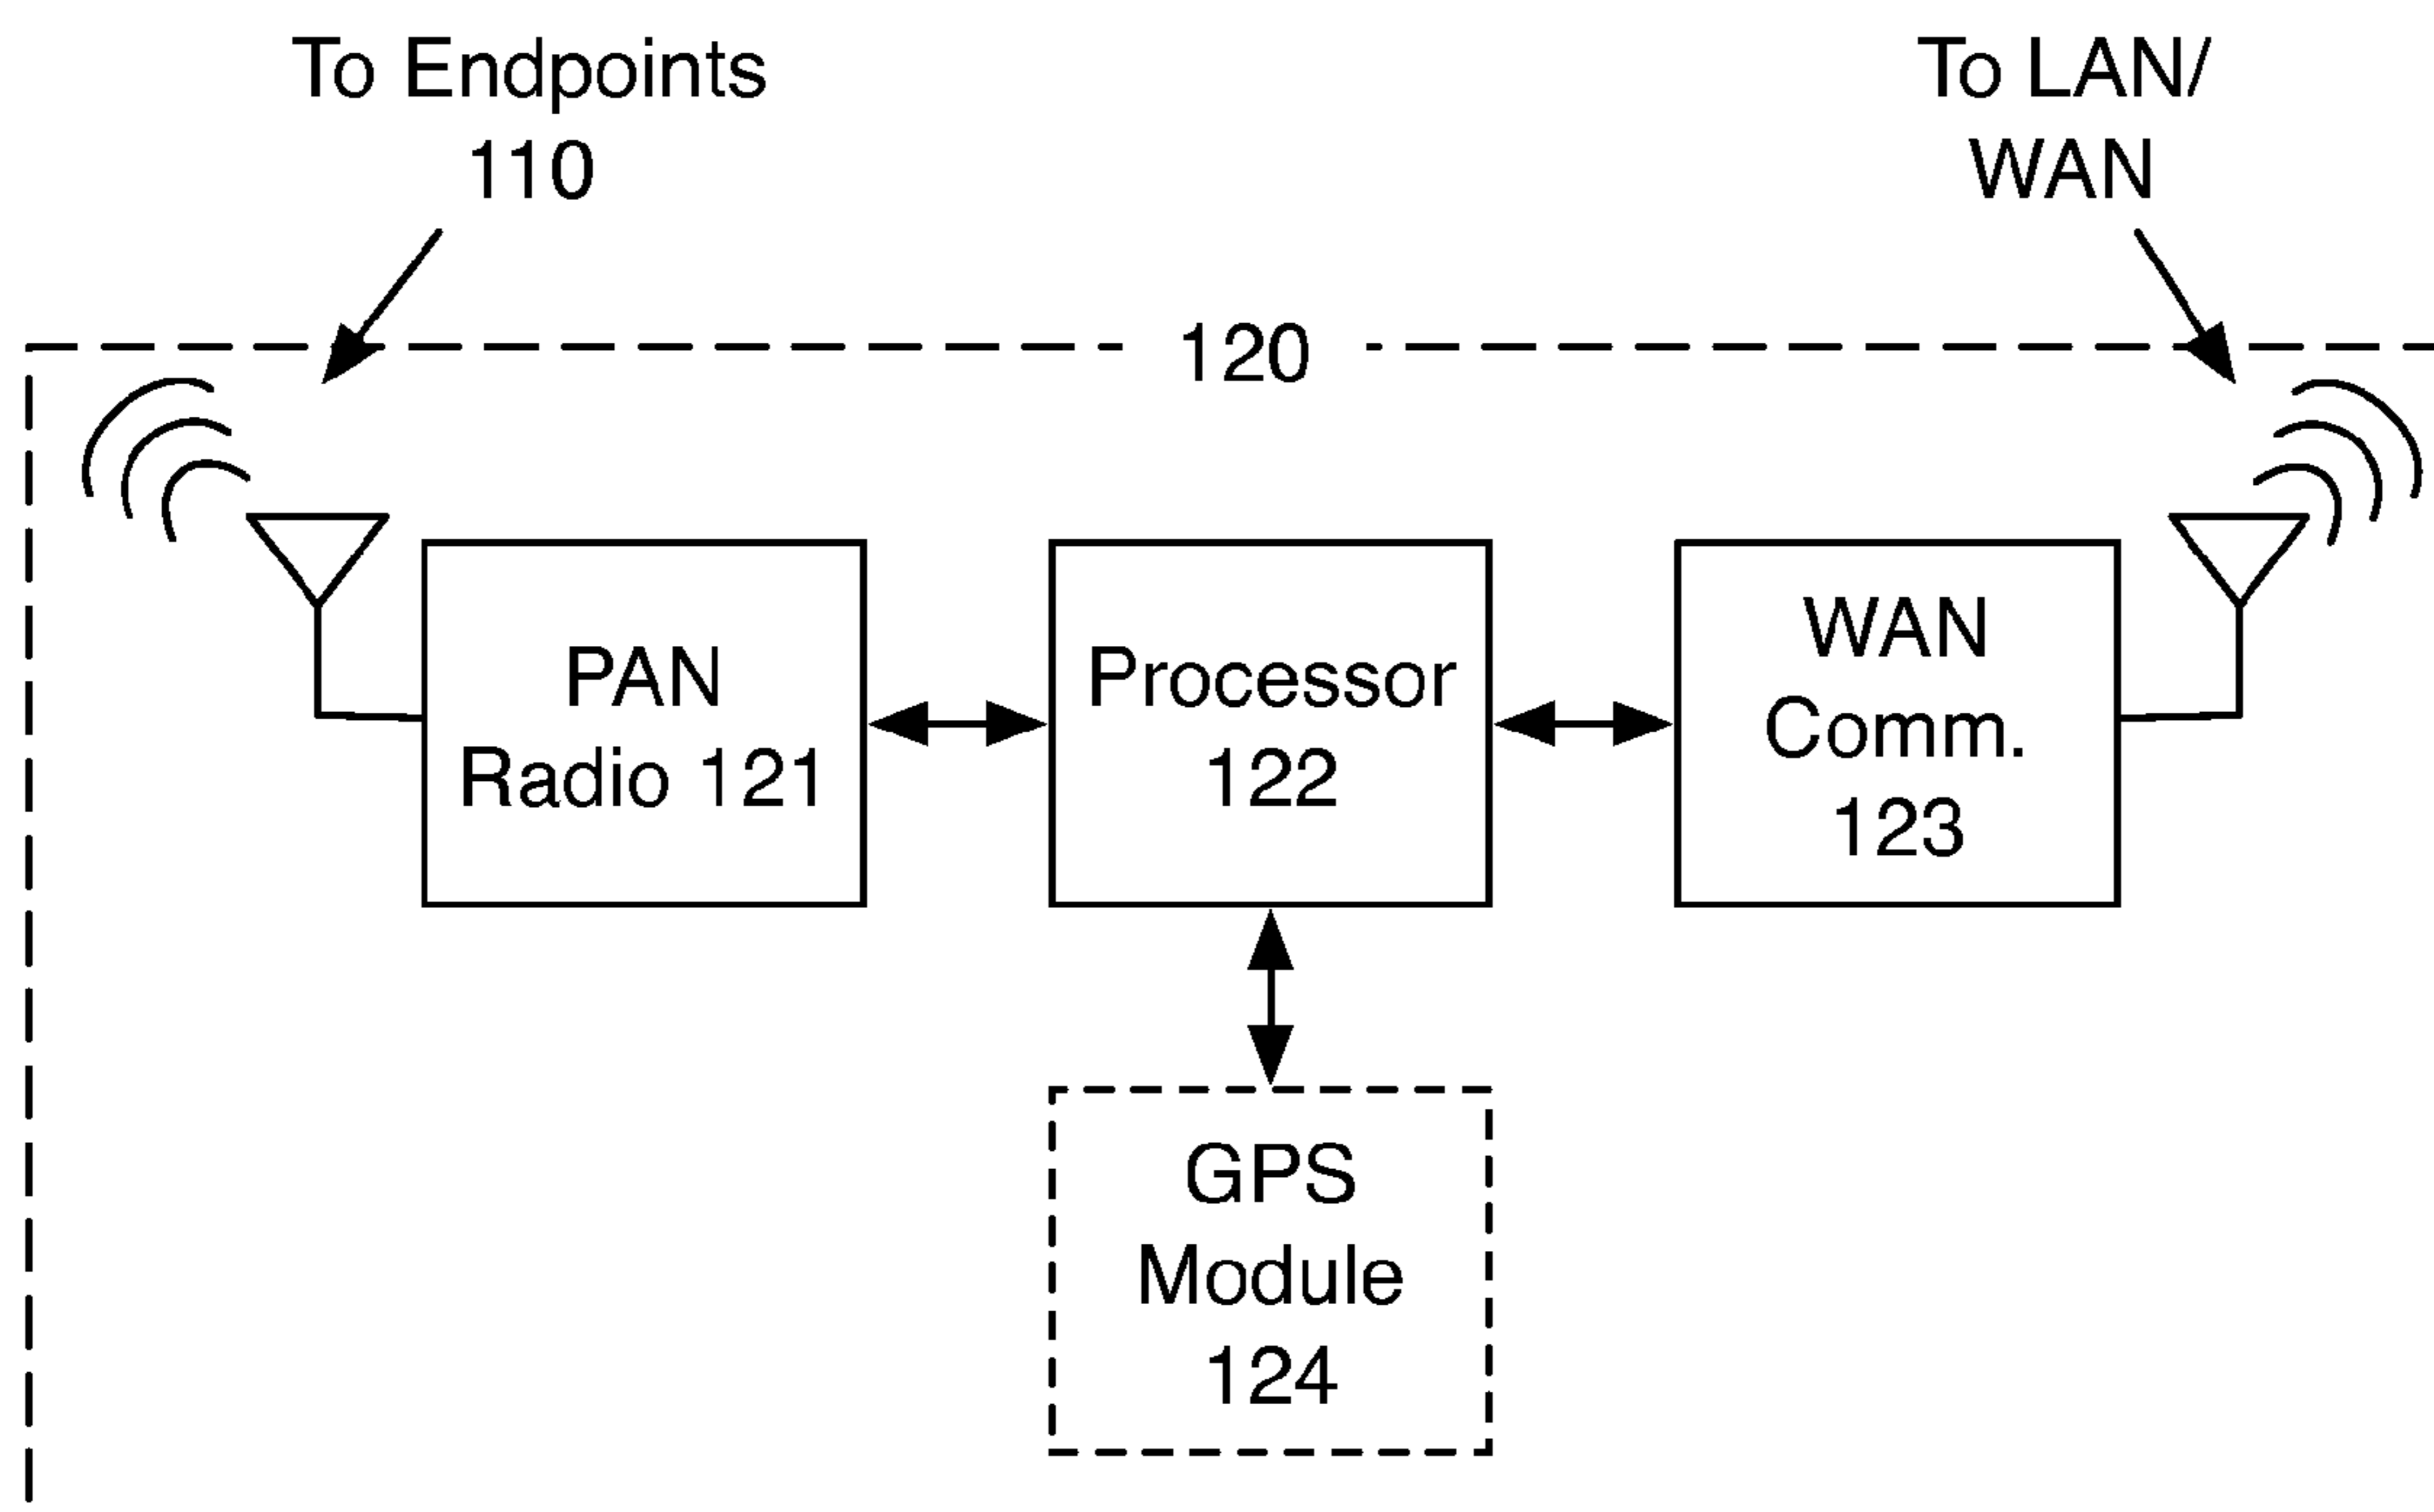 To Endpoints
110
To LAN/
WAN
120
PAN
Radio 121
Processor
122
WAN
Comm.
123
GPS
Module
124